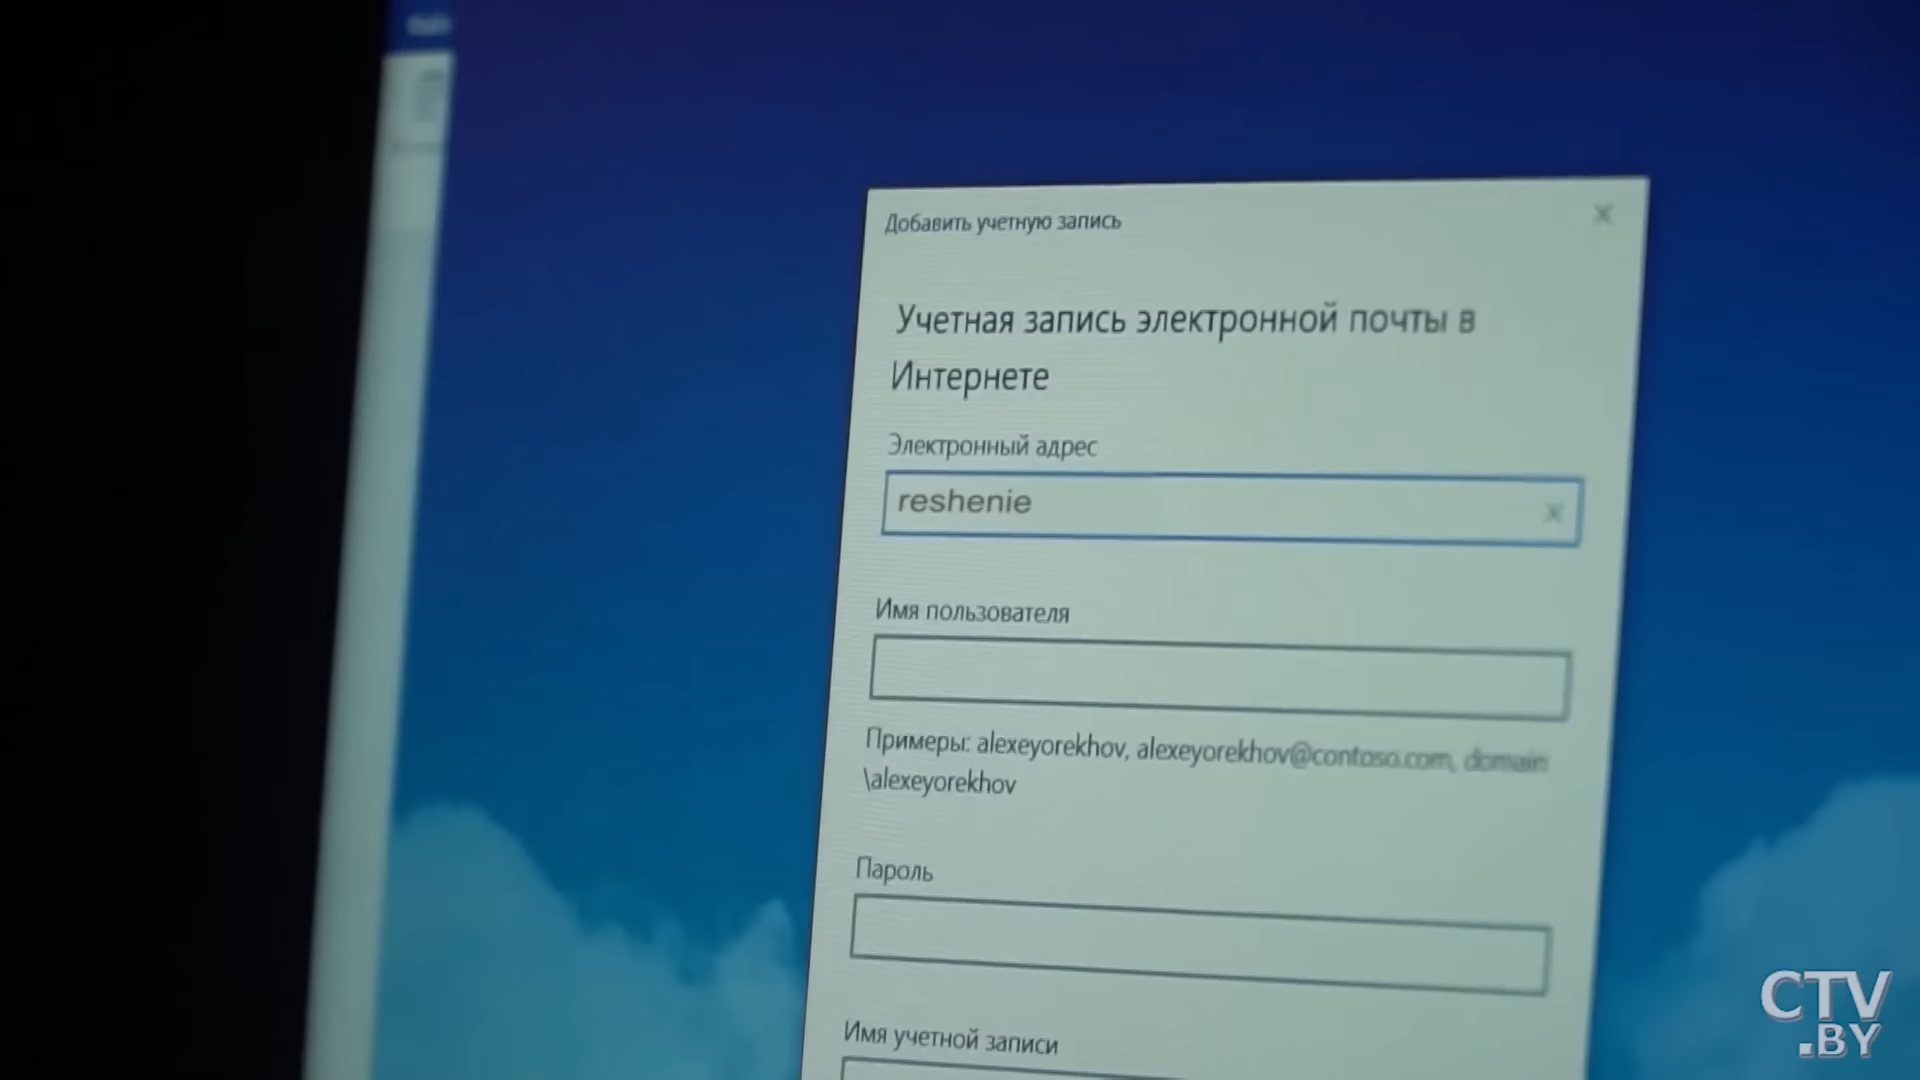 Добавить учетную запись
Учетная запись электронной почты в
Интернете
Электронный адрес
reshenie
Имя пользователя
Примеры: alexeyorekhov, alexeyorekhov@contoso.com, domain
\alexeyorekhov
Пароль
Имя учетной записи
CTV
.BY